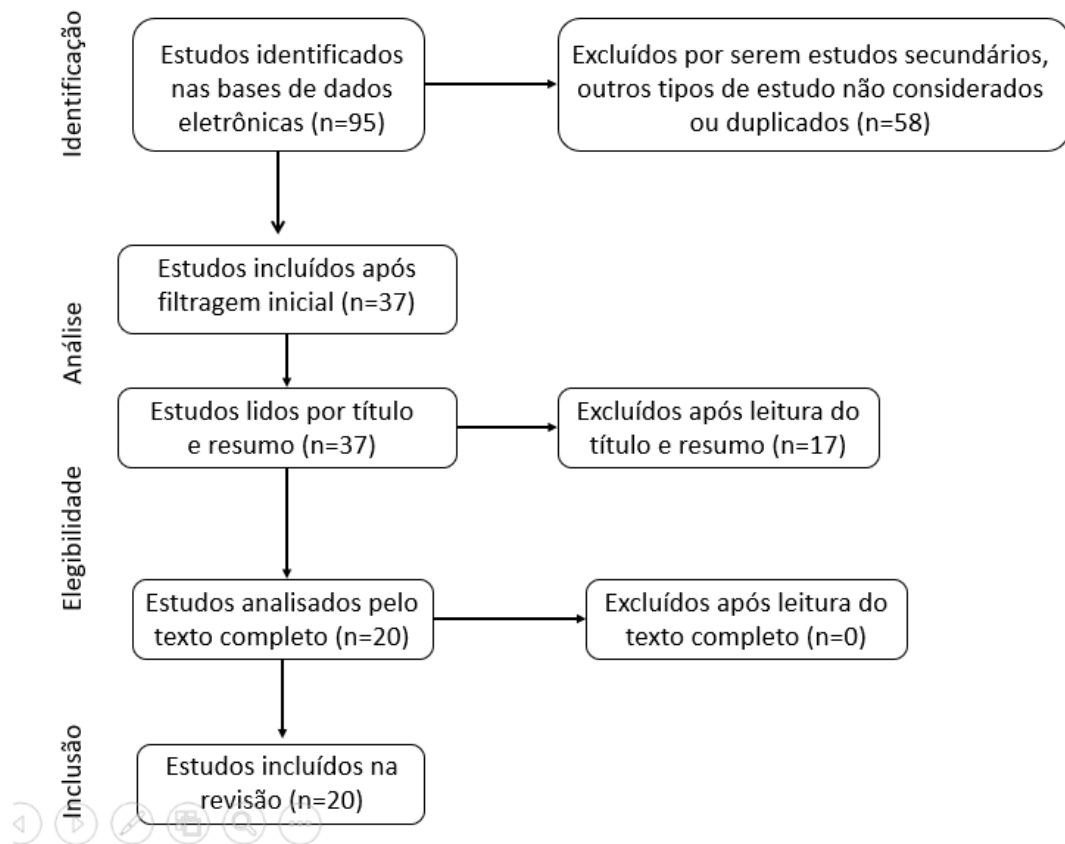 Identificação
Estudos identificados
nas bases de dados
eletrônicas (n=95)
Excluídos por serem estudos secundários,
outros tipos de estudo não considerados
ou duplicados (n=58)
Análise
Estudos incluídos após
filtragem inicial (n=37)
Estudos lidos por título
e resumo (n=37)
Excluídos após leitura do
título e resumo (n=17)
Elegibilidade
Estudos analisados pelo
texto completo (n=20)
Excluídos após leitura do
texto completo (n=0)
Inclusão
Estudos incluídos na
revisão (n=20)